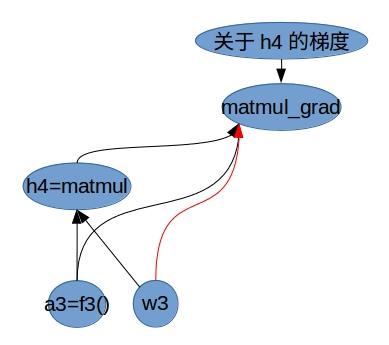 关于 h4 的梯度
matmul_grad
h4=matmul
a3=f3()
w3